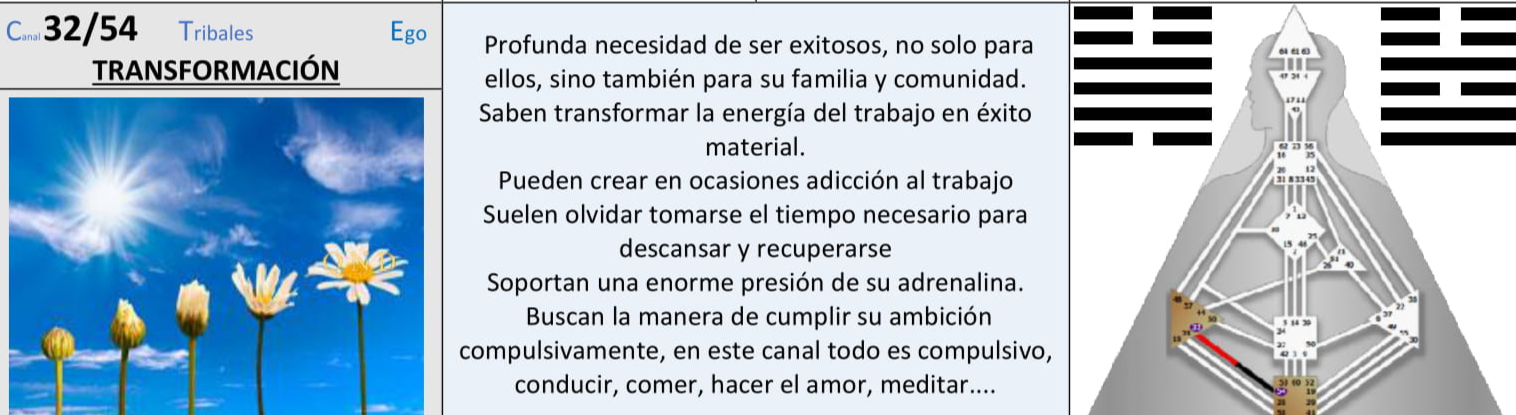 Canal 32/54 Tribales Ego
TRANSFORMACIÓN
Profunda necesidad de ser exitosos, no solo para
ellos, sino también para su familia y comunidad.
Saben transformar la energía del trabajo en éxito
material.
Pueden crear en ocasiones adicción al trabajo
Suelen olvidar tomarse el tiempo necesario para
descansar y recuperarse
Soportan una enorme presión de su adrenalina.
Buscan la manera de cumplir su ambición
compulsivamente, en este canal todo es compulsivo,
conducir, comer, hacer el amor, meditar....
64 61 63
47 24 4
17 11
43
62 23 56
16 35
20 12
31 8 33 45
1
7 13
25
15 46
2
21
51
26 40
48
57
44
50
32
18
5 14 29
34
27 59
42 3 9
36
22
37
6
49
55
30
53 60 52
54 19